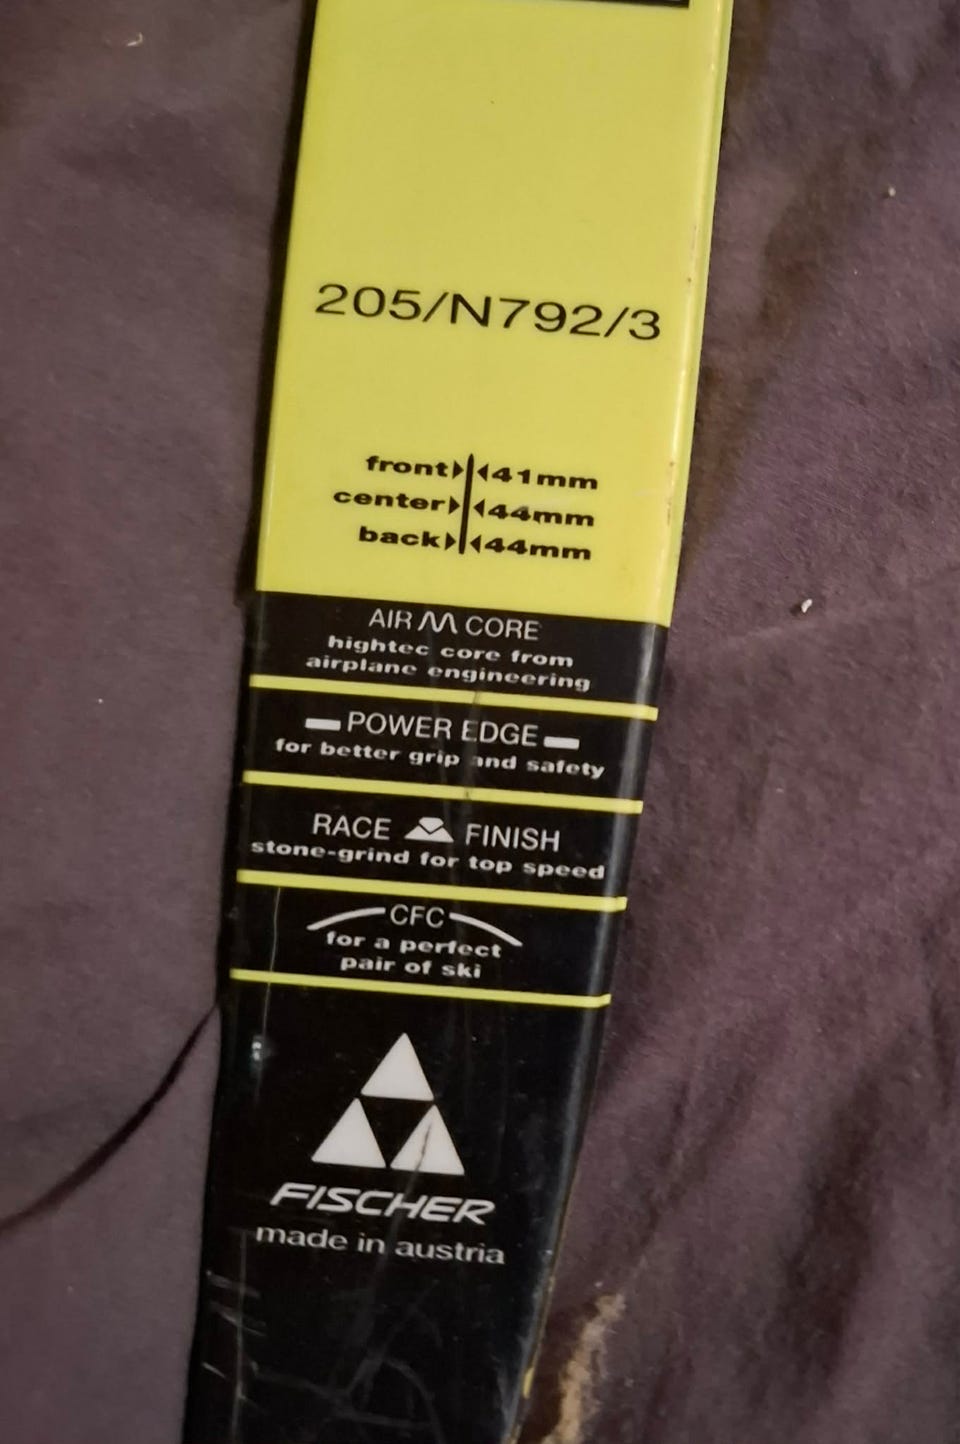 205/N792/3
front 41mm
center 44mm
back 44mm
AIR CORE
hightec core from
airplane engineering
POWER EDGE
for better grip and safety
RACE FINISH
stone-grind for top speed
CFC
for a perfect
pair of ski
FISCHER
made in austria